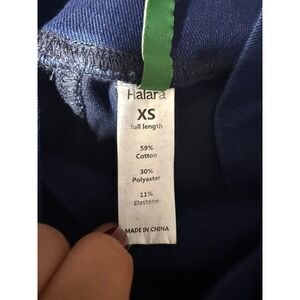 Halara
XS
full length
59%
Cotton
30%
Polyester
11%
Elastane
MADE IN CHINA